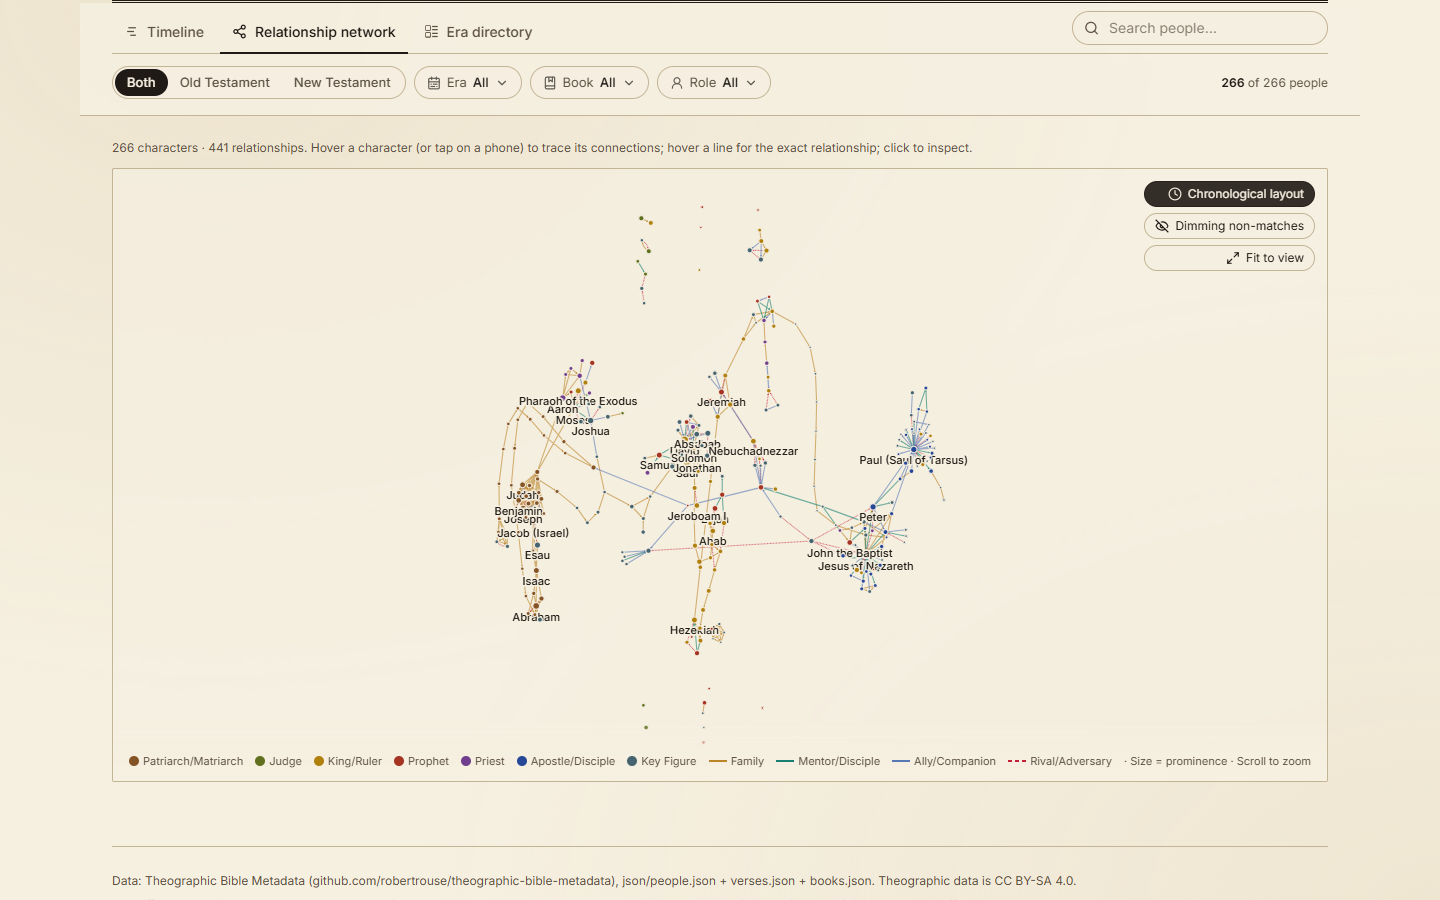 Timeline
Relationship network
Era directory
Search people...
Both
Old Testament
New Testament
Era All
Book All
Role All
266 of 266 people
266 characters · 441 relationships. Hover a character (or tap on a phone) to trace its connections; hover a line for the exact relationship; click to inspect.
Chronological layout
Dimming non-matches
Fit to view
Pharaoh of the Exodus
Aaron
Moses
Joshua
Jeremiah
Nebuchadnezzar
Solomon
Jonathan
Saul
Paul (Saul of Tarsus)
Judah
Benjamin
Joseph
Jacob (Israel)
Esau
Isaac
Abraham
Jeroboam I
Ahab
Hezekiah
Peter
John the Baptist
Jesus of Nazareth
Patriarch/Matriarch
Judge
King/Ruler
Prophet
Priest
Apostle/Disciple
Key Figure
Family
Mentor/Disciple
Ally/Companion
Rival/Adversary
· Size = prominence · Scroll to zoom
Data: Theographic Bible Metadata (github.com/robertrouse/theographic-bible-metadata), json/people.json + verses.json + books.json. Theographic data is CC BY-SA 4.0.